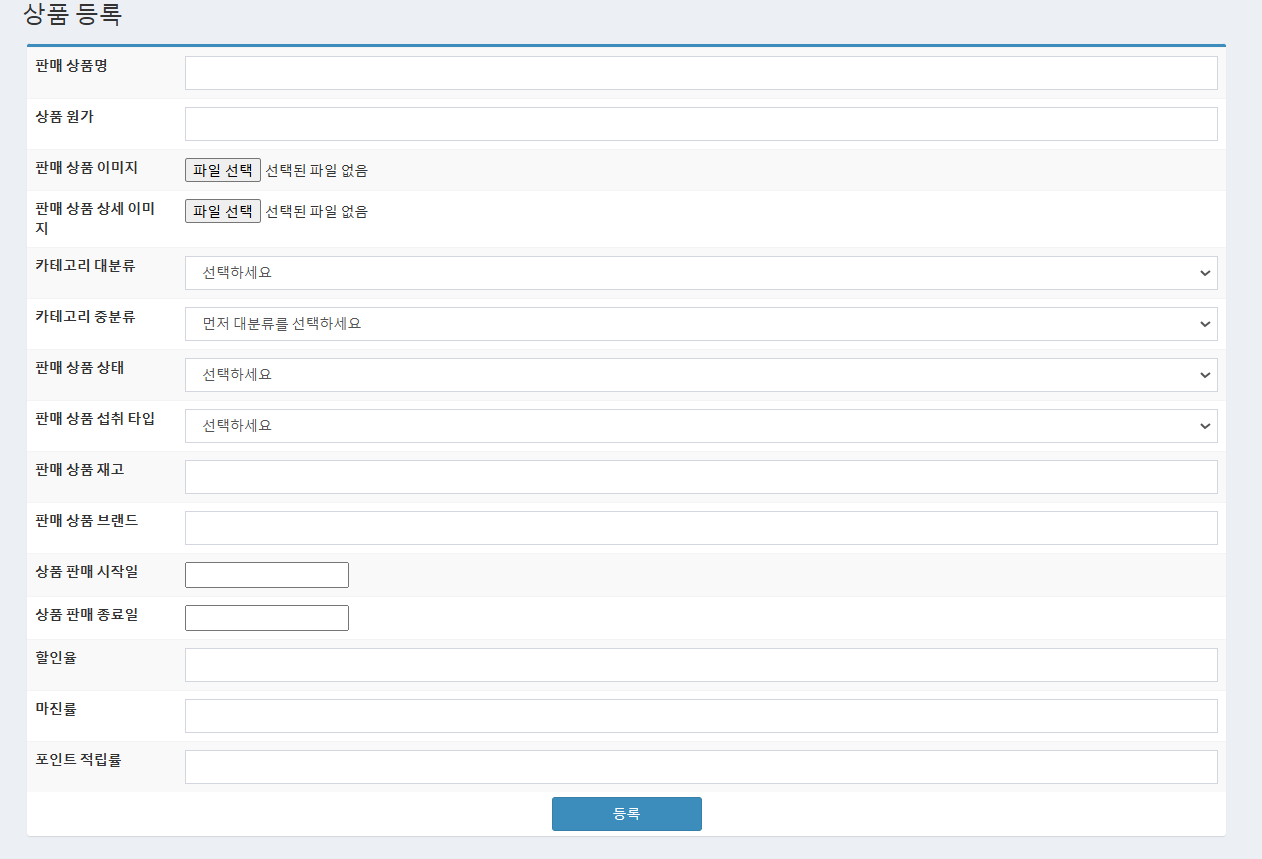 상품 등록
판매 상품명
상품 원가
판매 상품 이미지
파일 선택 선택된 파일 없음
판매 상품 상세 이미
지
파일 선택 선택된 파일 없음
카테고리 대분류
선택하세요
카테고리 중분류
먼저 대분류를 선택하세요
판매 상품 상태
선택하세요
판매 상품 섭취 타입
선택하세요
판매 상품 재고
판매 상품 브랜드
상품 판매 시작일
상품 판매 종료일
할인율
마진률
포인트 적립률
등록